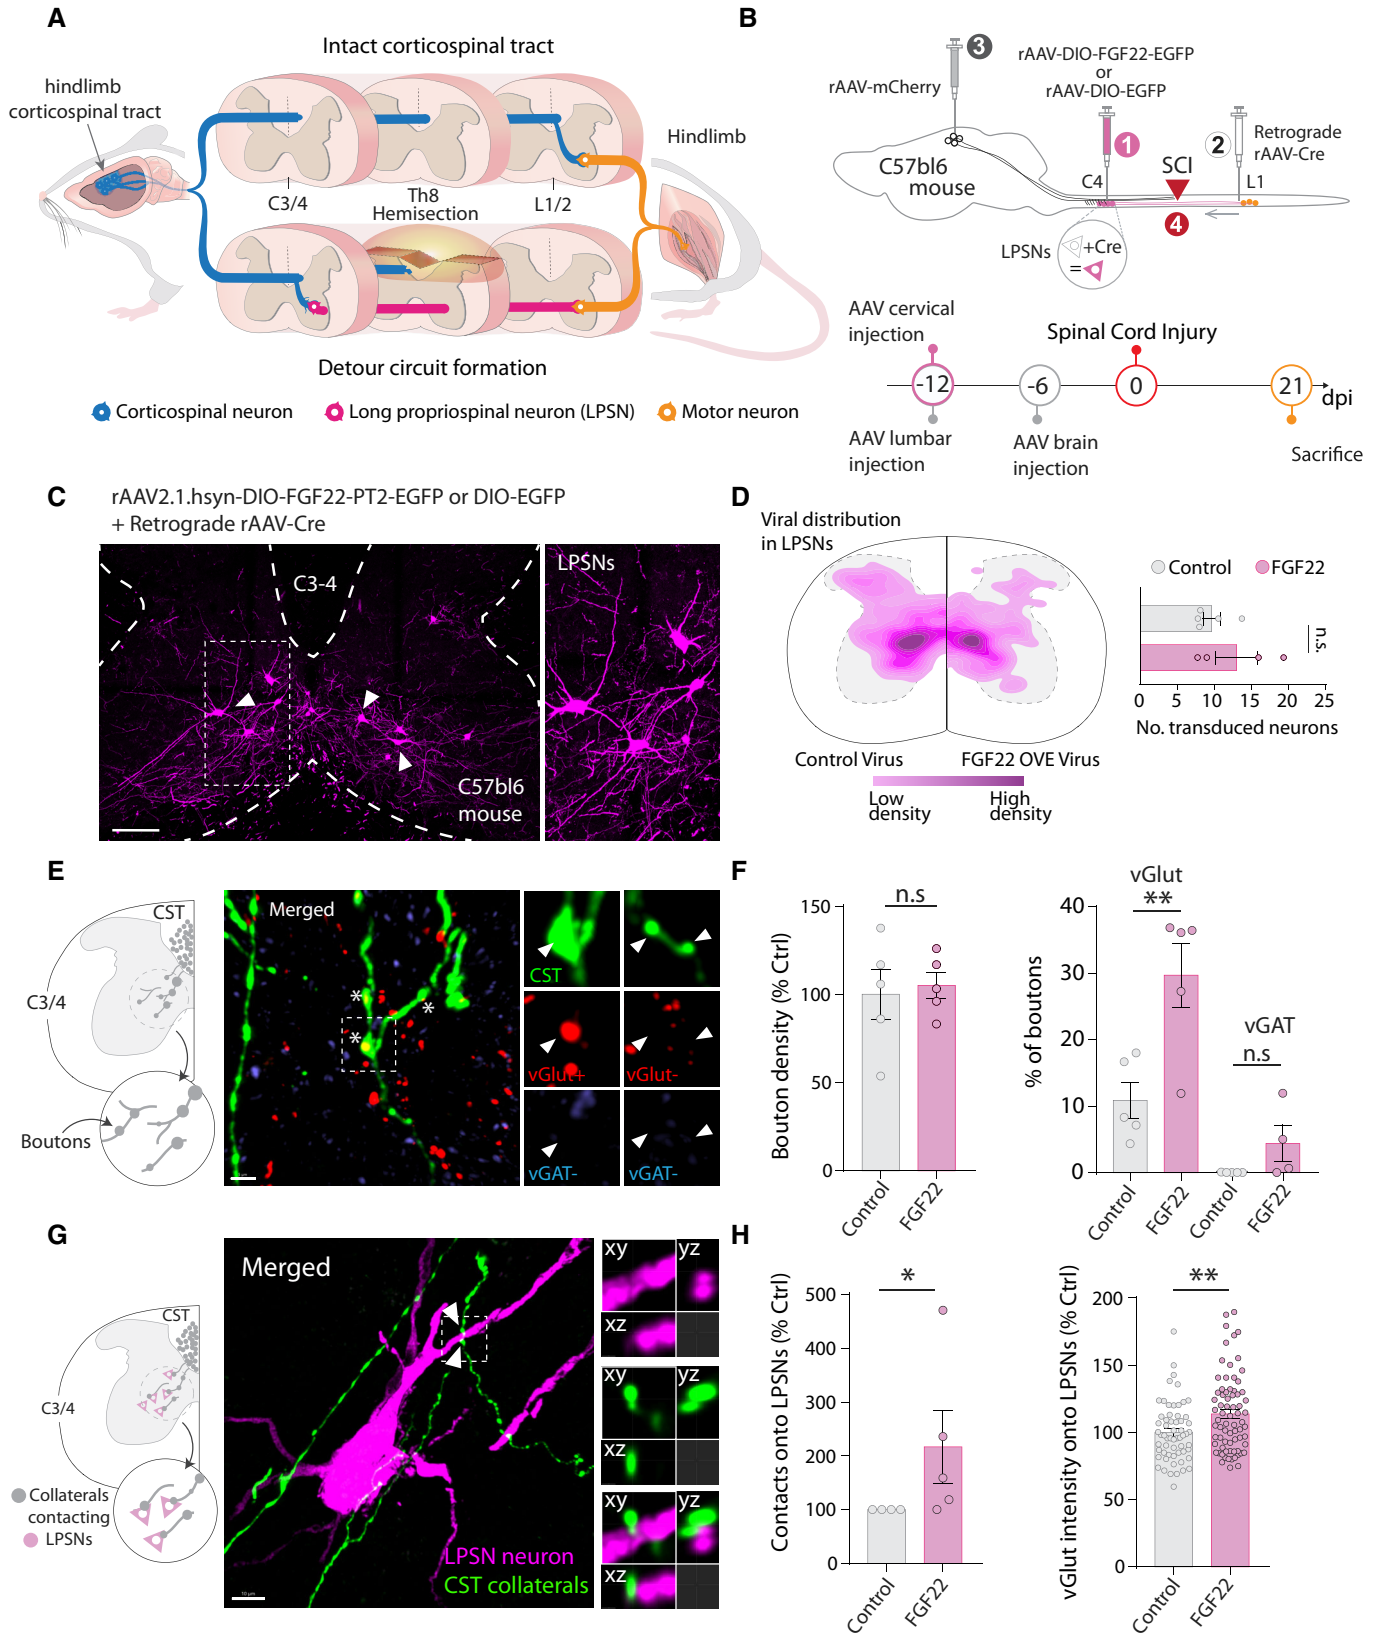 A
Intact corticospinal tract
hindlimb
corticospinal tract
Hindlimb
C3/4
Th8
Hemisection
L1/2
Detour circuit formation
Corticospinal neuron
Long propriospinal neuron (LPSN)
Motor neuron
B
3
rAAV-mCherry
rAAV-DIO-FGF22-EGFP
or
rAAV-DIO-EGFP
1
2
Retrograde
rAAV-Cre
C57bl6
mouse
C4
SCI
L1
4
LPSNs
+Cre
=
AAV cervical
injection
Spinal Cord Injury
-12
-6
0
21
dpi
AAV lumbar
injection
AAV brain
injection
Sacrifice
C
rAAV2.1.hsyn-DIO-FGF22-PT2-EGFP or DIO-EGFP
+ Retrograde rAAV-Cre
C3-4
LPSNs
C57bl6
mouse
D
Viral distribution
in LPSNs
Control
FGF22
n.s.
0 5 10 15 20 25
No. transduced neurons
Control Virus
FGF22 OVE Virus
Low
density
High
density
E
CST
C3/4
Boutons
Merged
*
*
*
CST
vGlut+
vGlut-
vGAT-
vGAT-
F
Bouton density (% Ctrl)
150
100
50
0
n.s
Control
FGF22
% of boutons
40
30
20
10
0
vGlut
**
vGAT
n.s
Control
FGF22
Control
FGF22
G
CST
C3/4
Collaterals
contacting
LPSNs
Merged
LPSN neuron
CST collaterals
10 µm
xy
yz
xz
xy
yz
xz
xy
yz
xz
H
Contacts onto LPSNs (% Ctrl)
500
400
300
200
100
0
*
Control
FGF22
vGlut intensity onto LPSNs (% Ctrl)
200
150
100
50
0
**
Control
FGF22